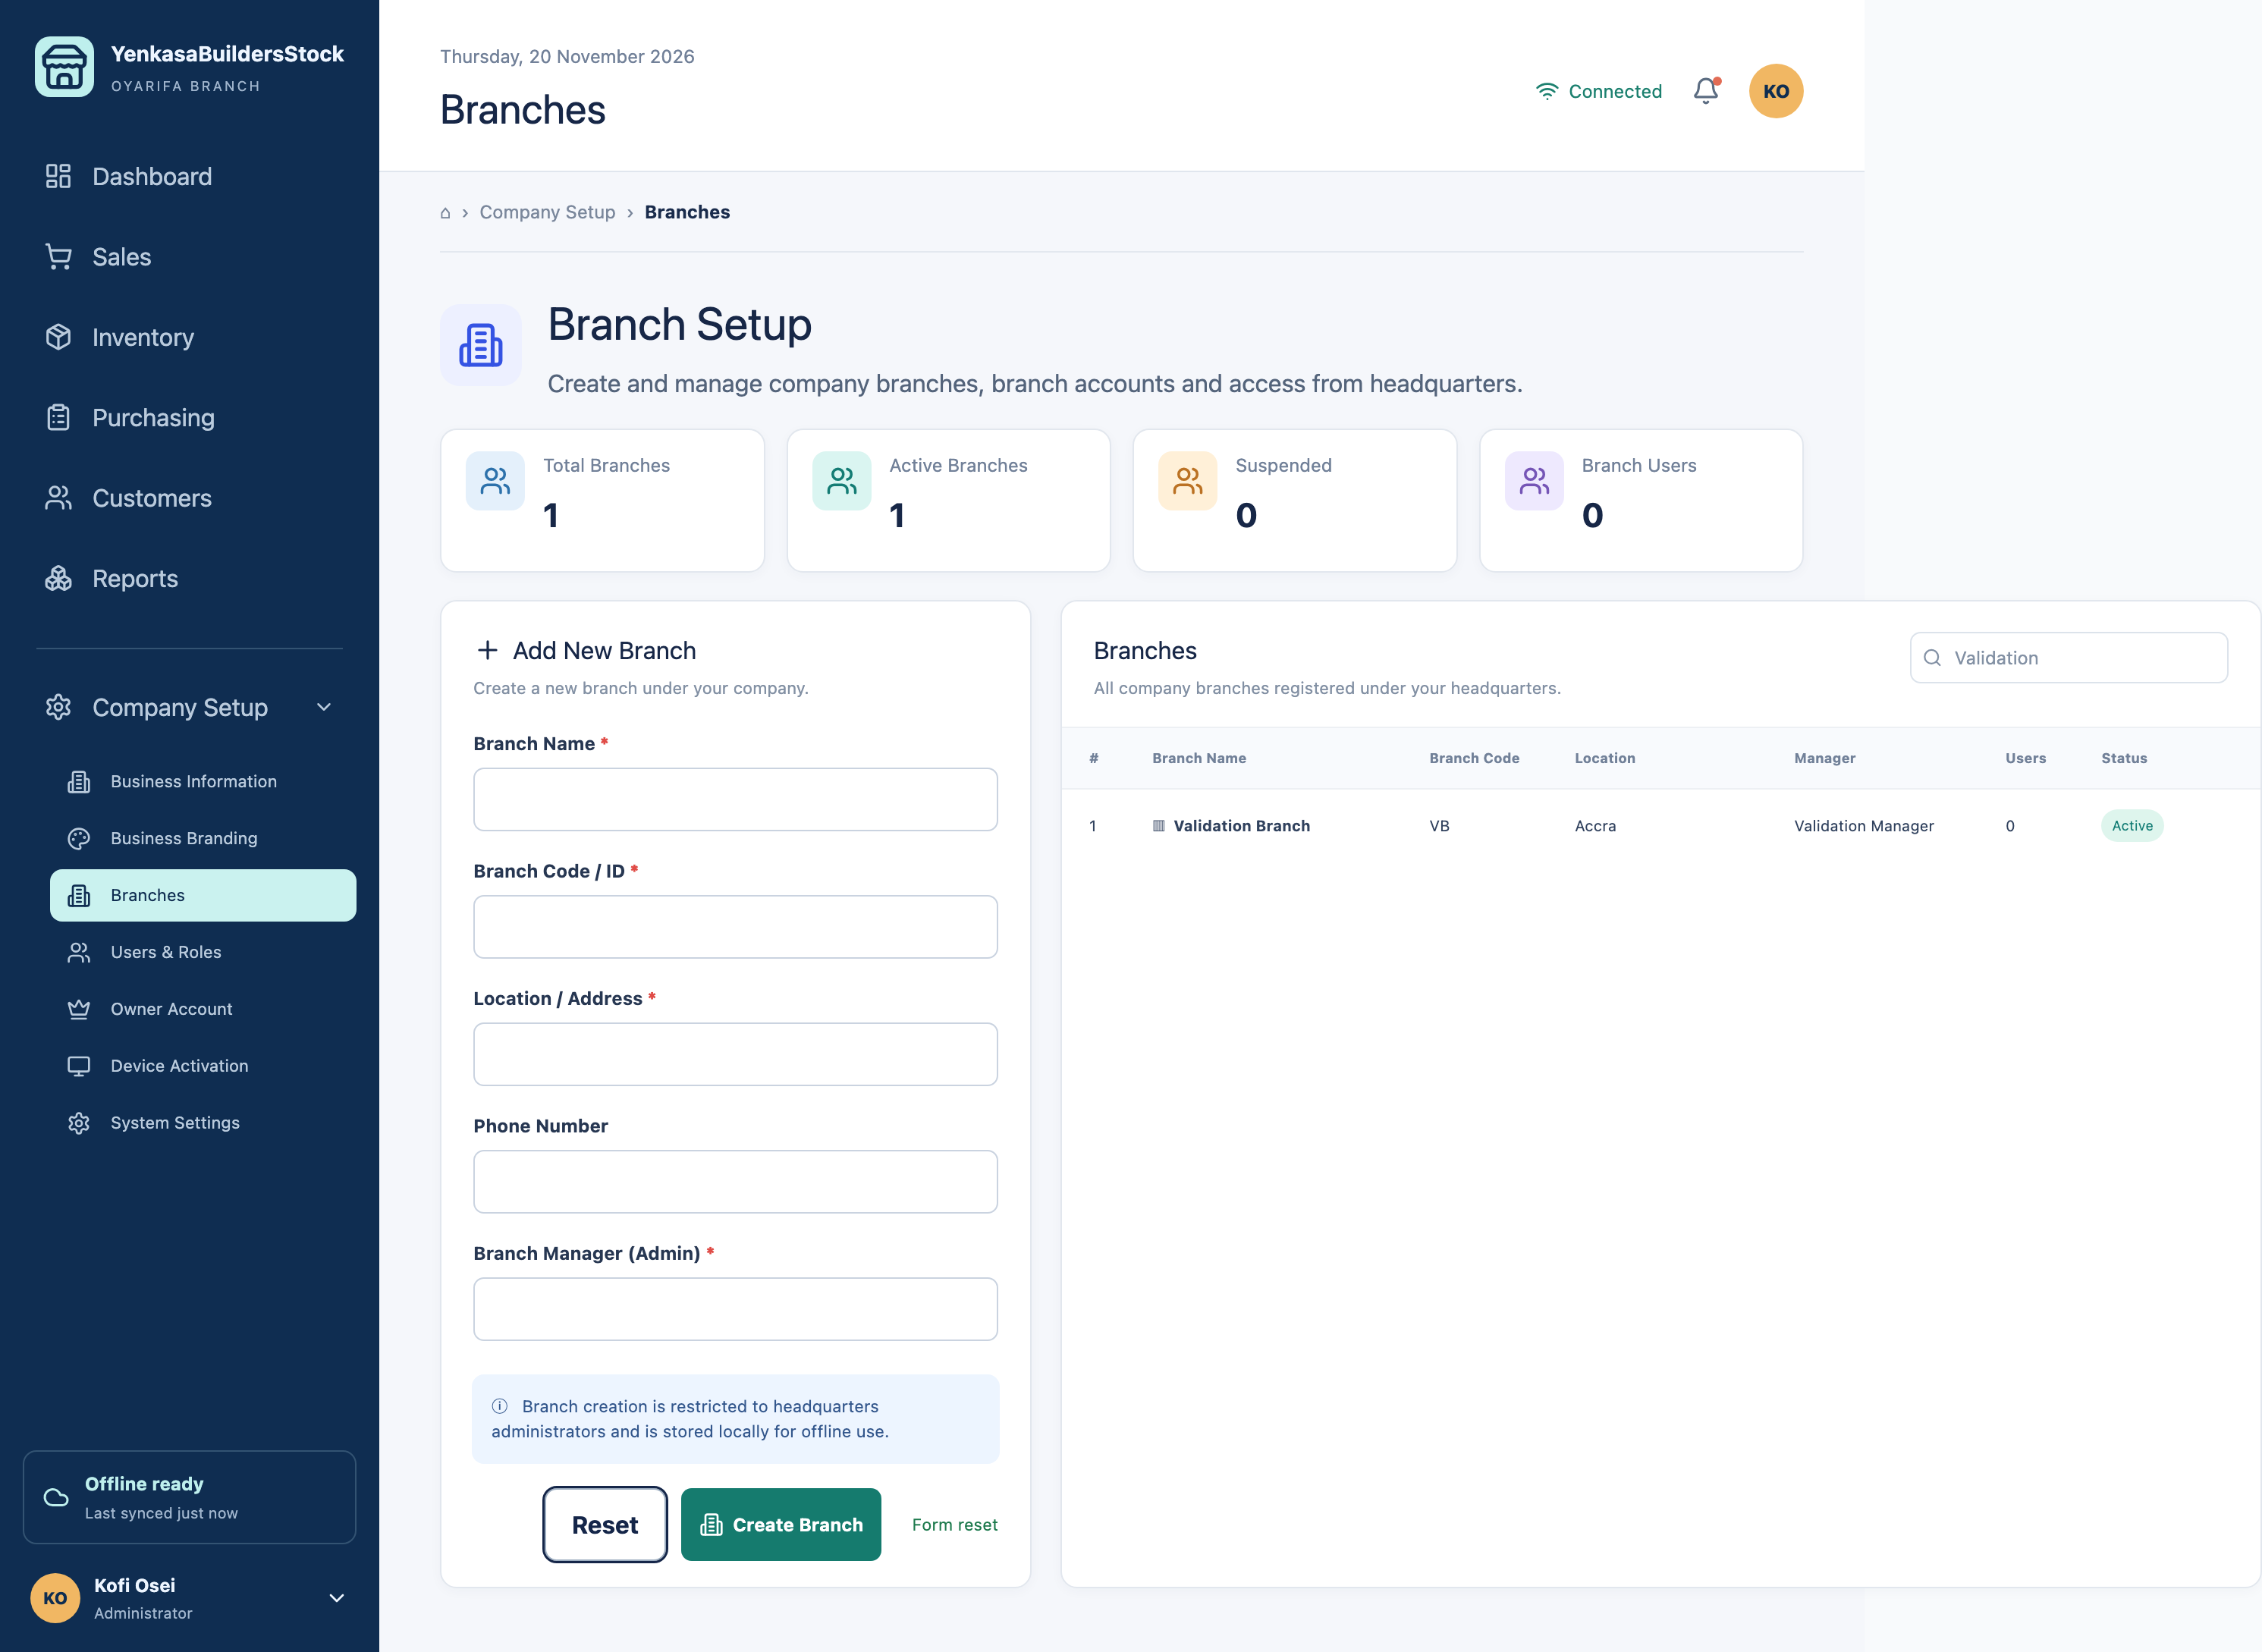 YenkasaBuildersStock
OYARIFA BRANCH
Dashboard
Sales
Inventory
Purchasing
Customers
Reports
Company Setup
Business Information
Business Branding
Branches
Users & Roles
Owner Account
Device Activation
System Settings
Offline ready
Last synced just now
KO
Kofi Osei
Administrator
Thursday, 20 November 2026
Branches
Connected
KO
⌂ › Company Setup › Branches
Branch Setup
Create and manage company branches, branch accounts and access from headquarters.
Total Branches
1
Active Branches
1
Suspended
0
Branch Users
0
Add New Branch
Create a new branch under your company.
Branch Name *
Branch Code / ID *
Location / Address *
Phone Number
Branch Manager (Admin) *
ⓘ Branch creation is restricted to headquarters
administrators and is stored locally for offline use.
Reset
Create Branch
Form reset
Branches
All company branches registered under your headquarters.
Validation
# Branch Name Branch Code Location Manager Users Status
1 ▥ Validation Branch VB Accra Validation Manager 0 Active